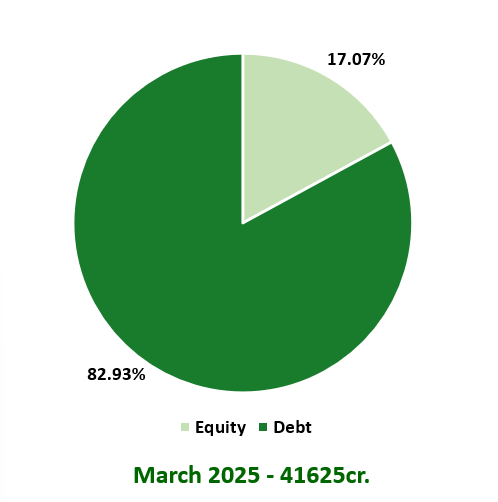 17.07%
82.93%
Equity Debt
March 2025 - 41625cr.